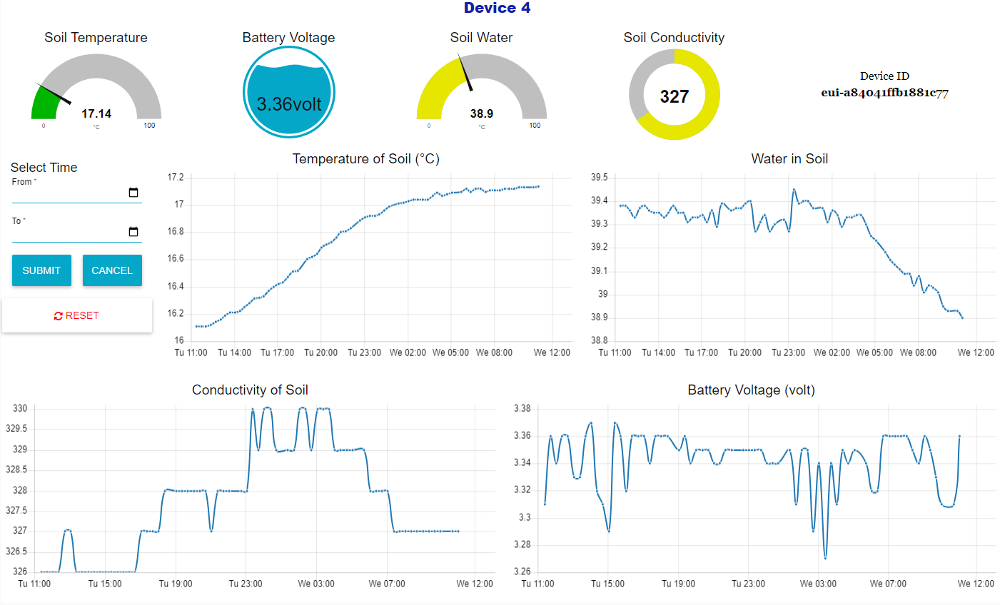 Device 4
Soil Temperature
17.14
0
°C
100
Battery Voltage
3.36volt
Soil Water
38.9
0
°C
100
Soil Conductivity
327
Device ID
eui-a84041ffb1881c77
Select Time
From *
To *
SUBMIT
CANCEL
RESET
Temperature of Soil (°C)
17.2
17
16.8
16.6
16.4
16.2
16
Tu 11:00 Tu 14:00 Tu 17:00 Tu 20:00 Tu 23:00 We 02:00 We 05:00 We 08:00 We 12:00
Water in Soil
39.5
39.4
39.3
39.2
39.1
39
38.9
38.8
Tu 11:00 Tu 14:00 Tu 17:00 Tu 20:00 Tu 23:00 We 02:00 We 05:00 We 08:00 We 12:00
Conductivity of Soil
330
329.5
329
328.5
328
327.5
327
326.5
326
Tu 11:00 Tu 15:00 Tu 19:00 Tu 23:00 We 03:00 We 07:00 We 12:00
Battery Voltage (volt)
3.38
3.36
3.34
3.32
3.3
3.28
3.26
Tu 11:00 Tu 15:00 Tu 19:00 Tu 23:00 We 03:00 We 07:00 We 12:00